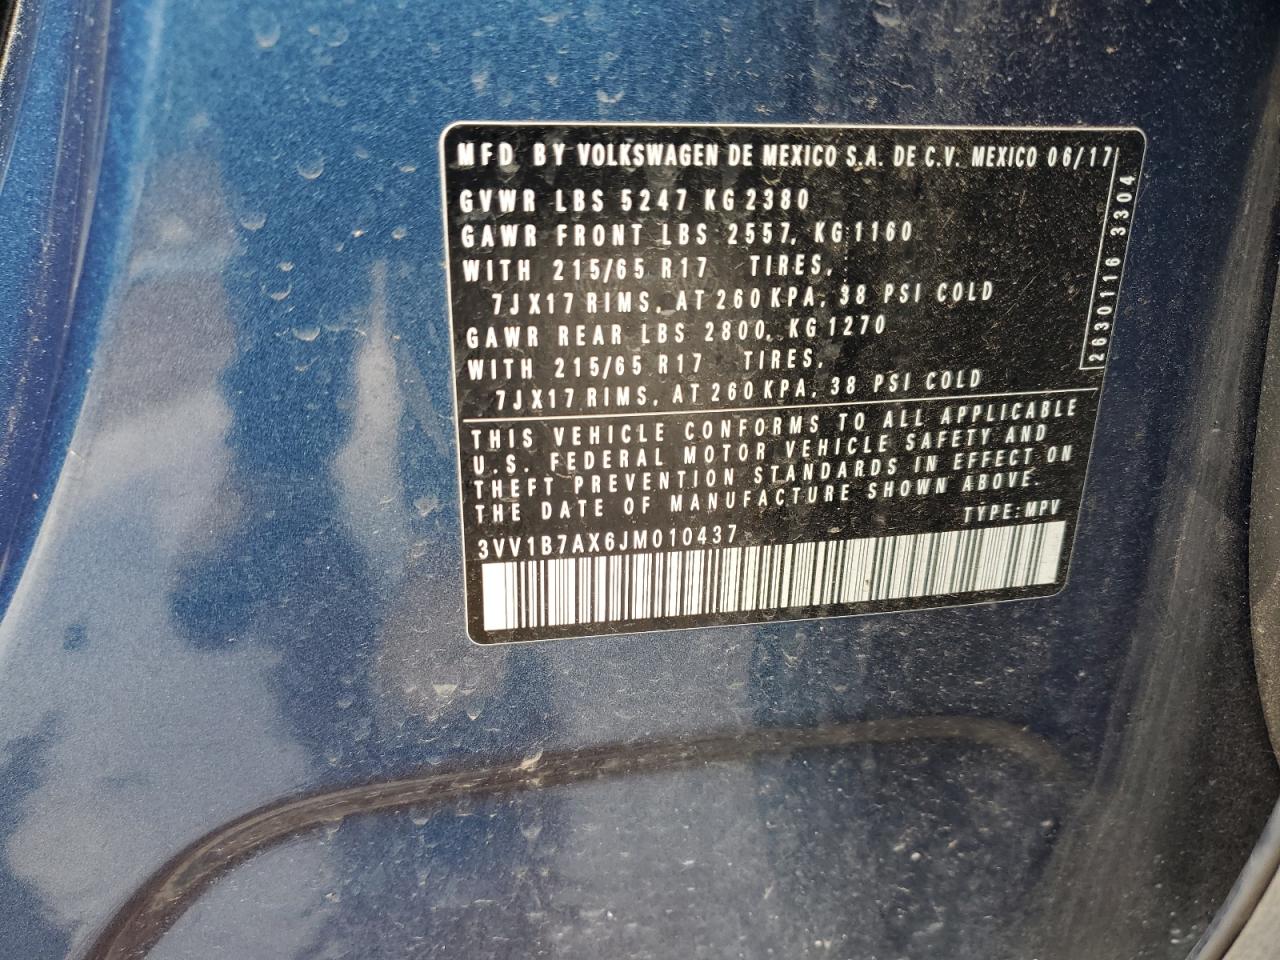 MFD BY VOLKSWAGEN DE MEXICO S.A. DE C.V. MEXICO 06/17
GVWR LBS 5247 KG 2380
GAWR FRONT LBS 2557, KG 1160
WITH 215/65 R17 TIRES,
7JX17 RIMS, AT 260 KPA, 38 PSI COLD
GAWR REAR LBS 2800, KG 1270
WITH 215/65 R17 TIRES,
7JX17 RIMS, AT 260 KPA, 38 PSI COLD
2630116 3304
THIS VEHICLE CONFORMS TO ALL APPLICABLE
U.S. FEDERAL MOTOR VEHICLE SAFETY AND
THEFT PREVENTION STANDARDS IN EFFECT ON
THE DATE OF MANUFACTURE SHOWN ABOVE.
TYPE: MPV
3VV1B7AX6JM010437